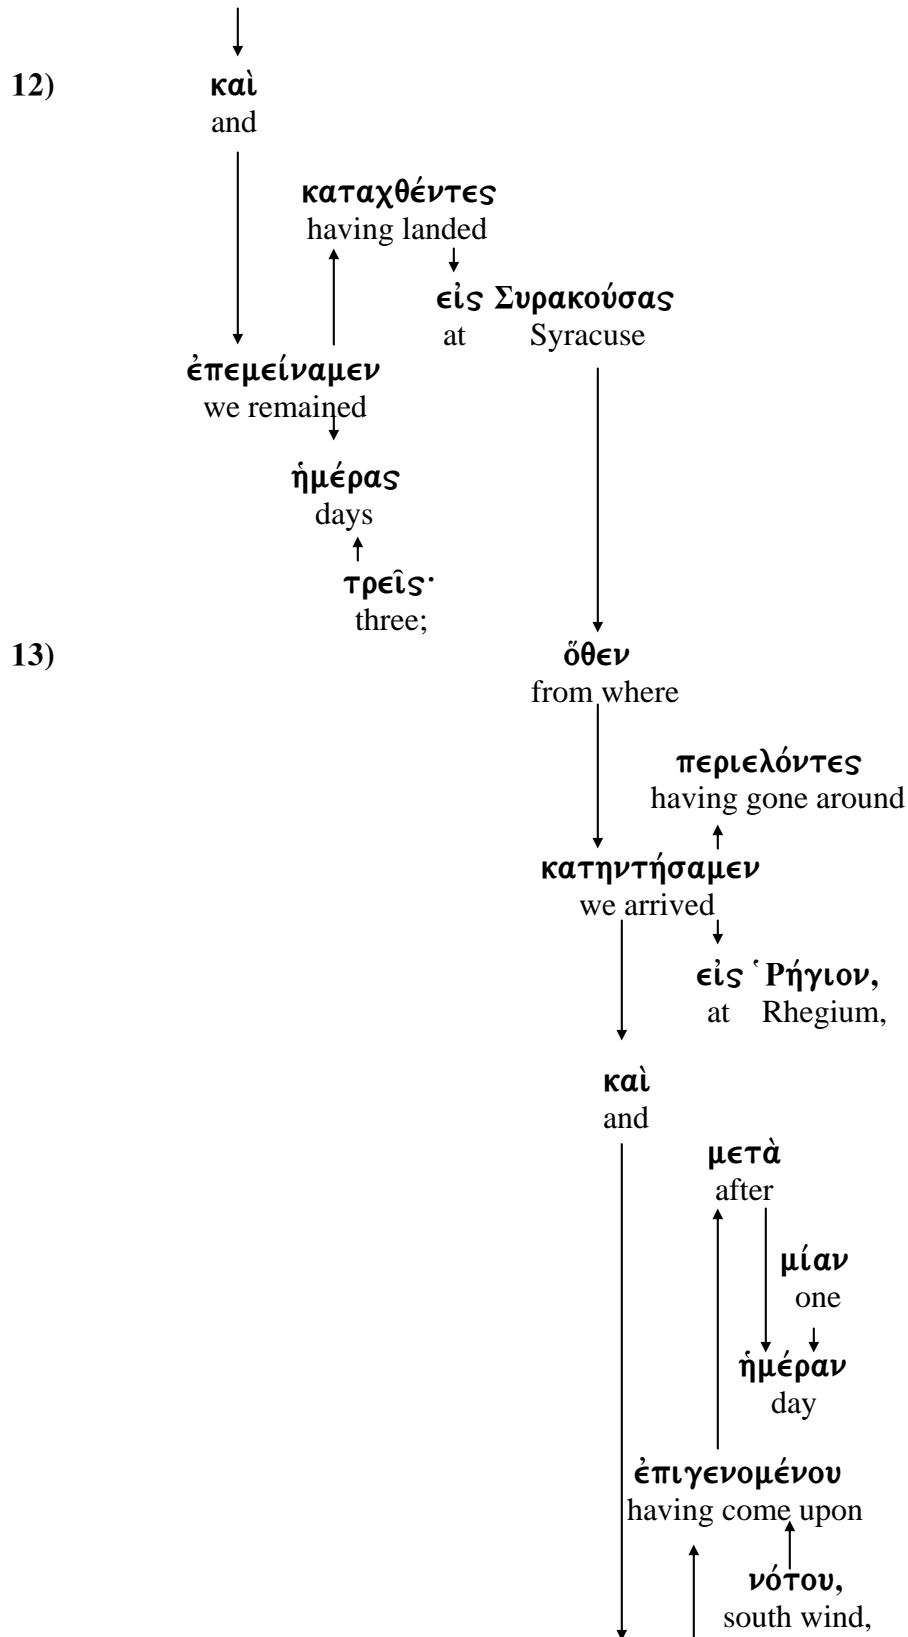 12) καὶ
and
καταχθέντες
having landed
εἰς Συρακούσας
at Syracuse
ἐπεμείναμεν
we remained
ἡμέρας
days
τρεῖς·
three;
13) ὅθεν
from where
περιελόντες
having gone around
κατηντήσαμεν
we arrived
εἰς Ῥήγιον,
at Rhegium,
καὶ
and
μετὰ
after
μίαν
one
ἡμέραν
day
ἐπιγενομένου
having come upon
νότου,
south wind,